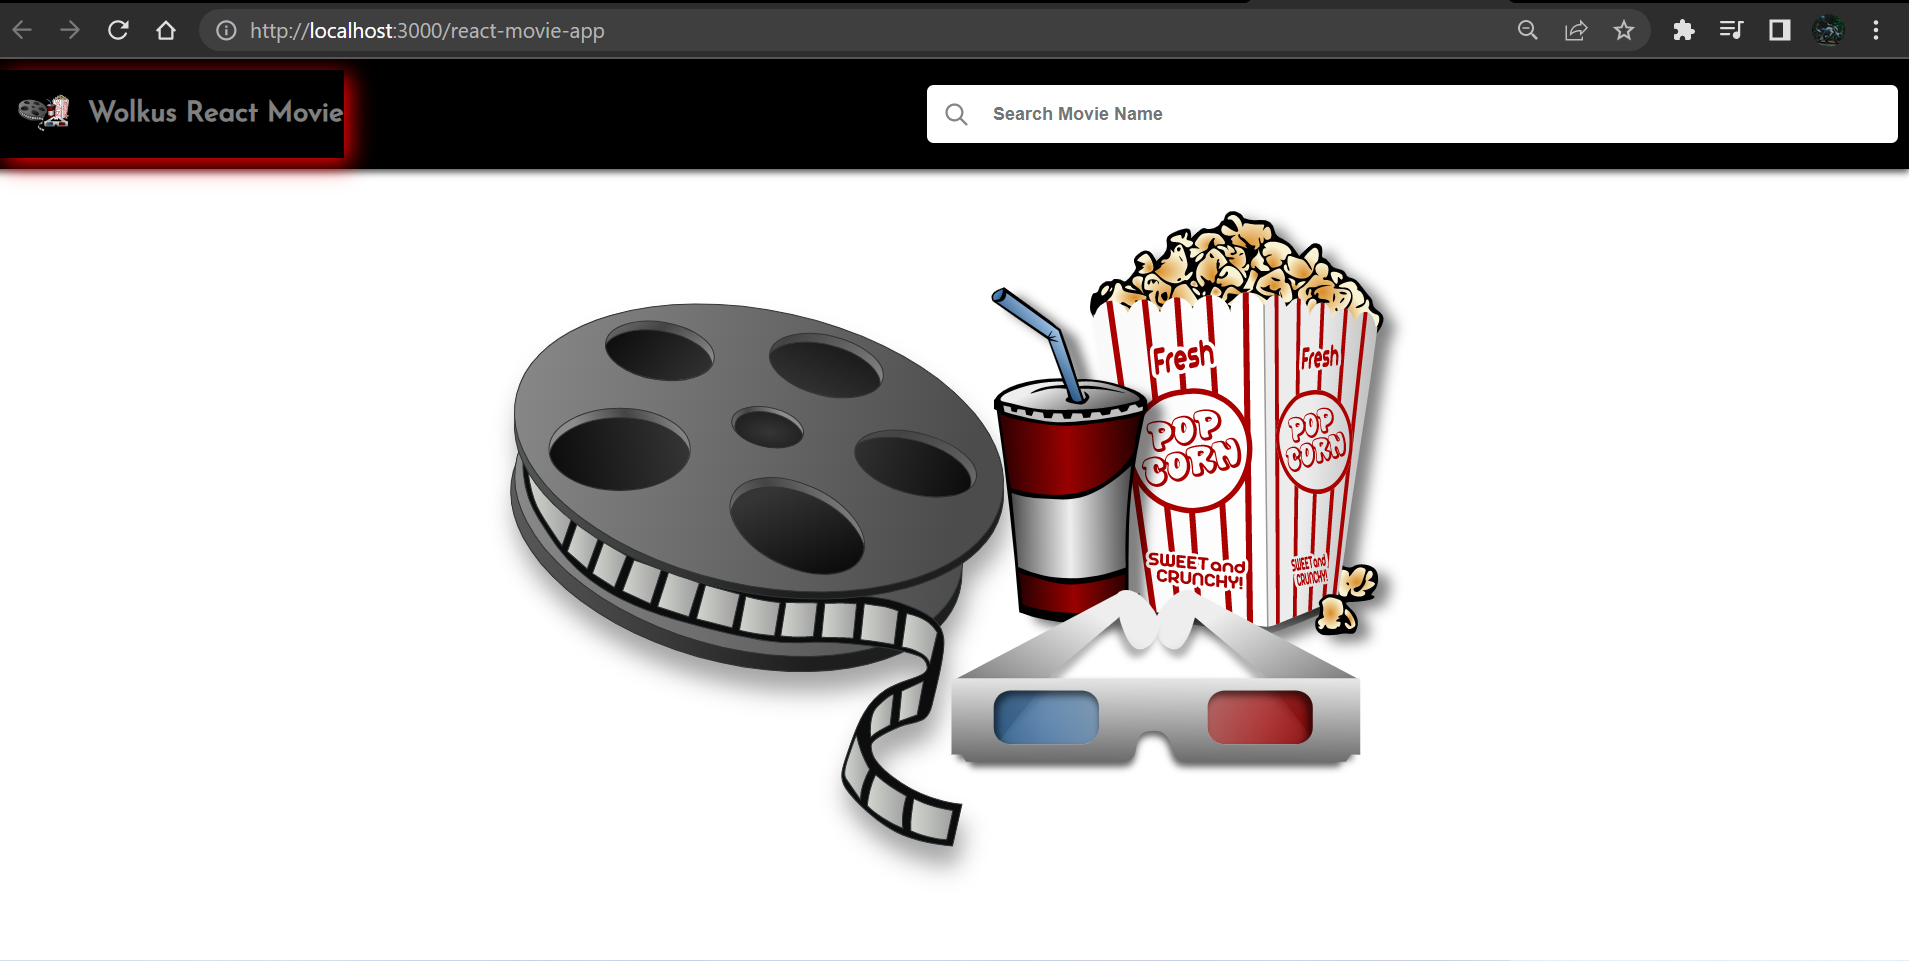 http://localhost:3000/react-movie-app
Wolkus React Movie
Search Movie Name
Fresh
Fresh
POP
CORN
POP
CORN
SWEET and
CRUNCHY!
SWEET and
CRUNCHY!